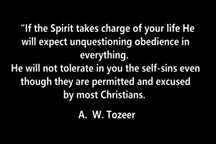 "If the Spirit takes charge of your life He
will expect unquestioning obedience in
everything.
He will not tolerate in you the self-sins even
though they are permitted and excused
by most Christians.
A. W. Tozeer